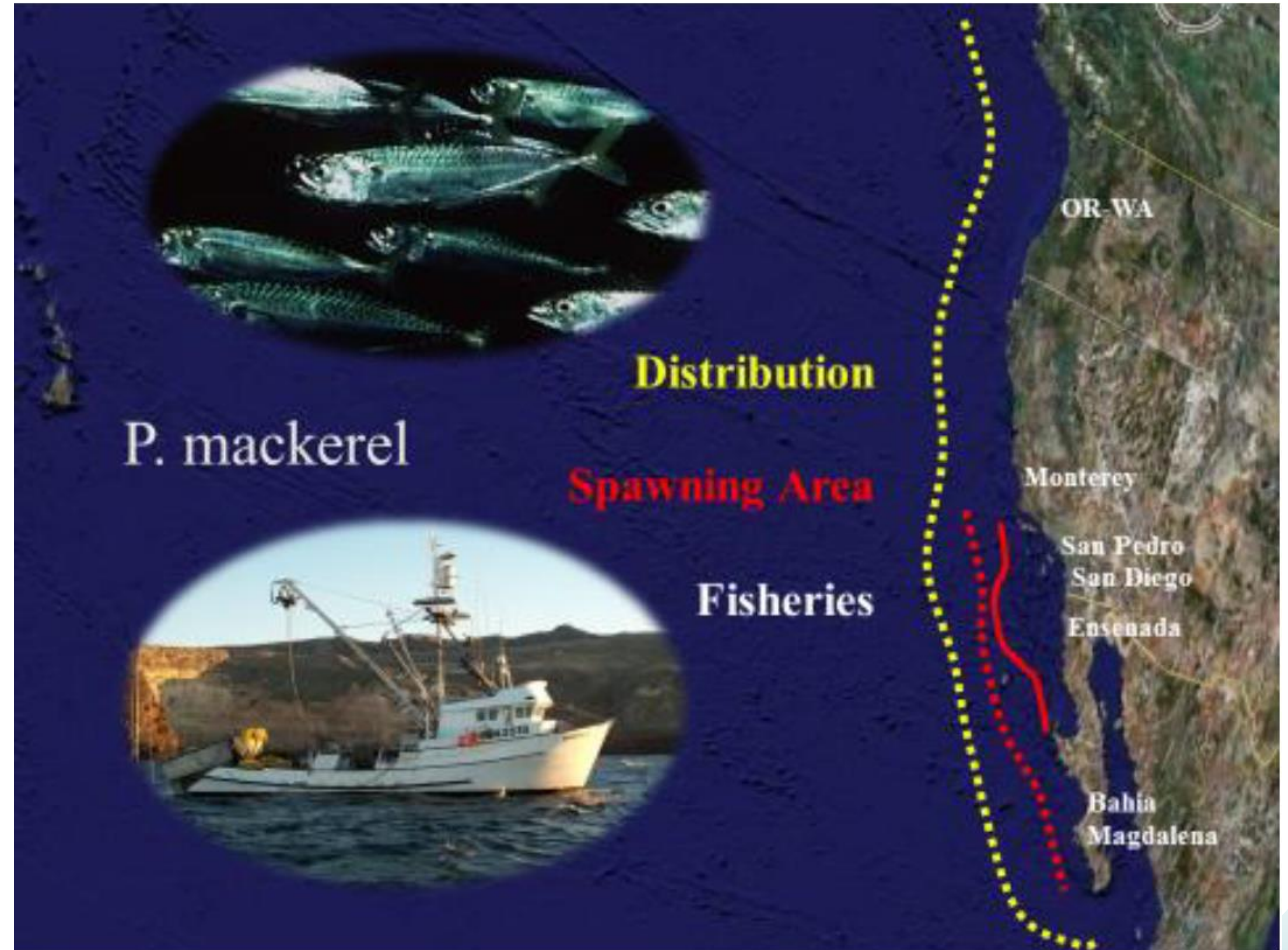 OR-WA
Distribution
P. mackerel
Monterey
Spawning Area
San Pedro
San Diego
Fisheries
Ensenada
Bahia
Magdalena